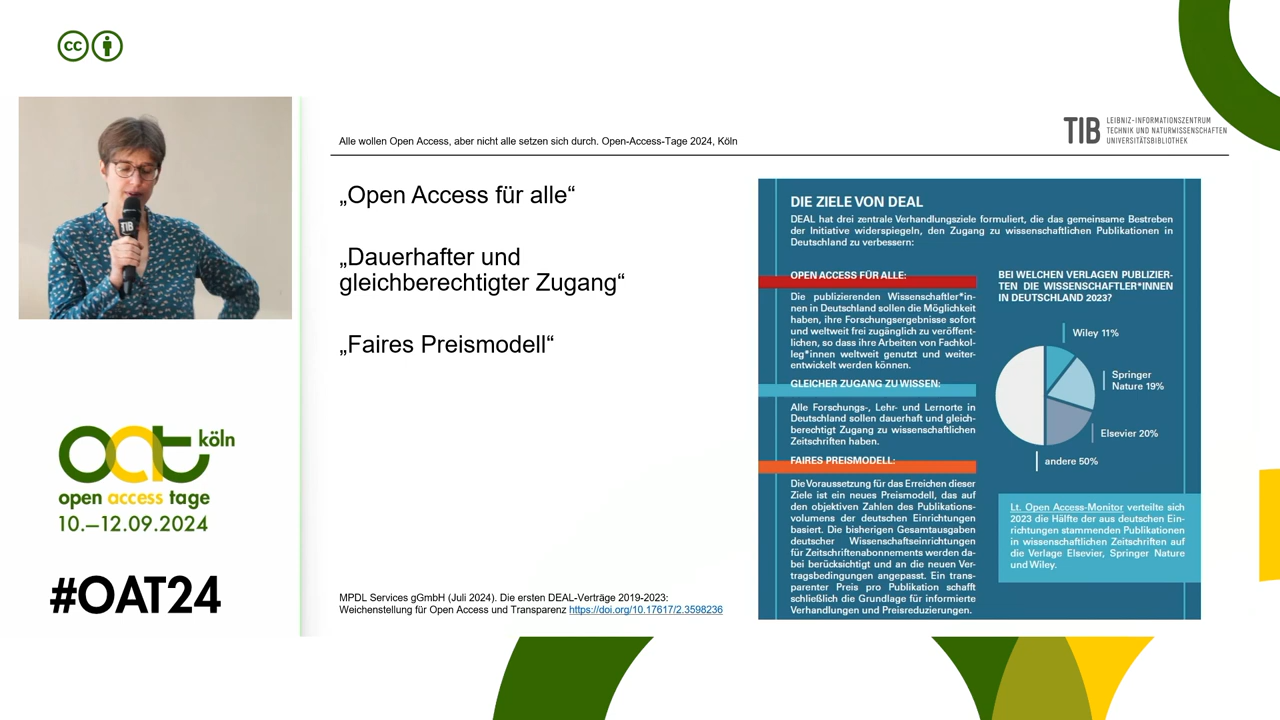 cc
Alle wollen Open Access, aber nicht alle setzen sich durch. Open-Access-Tage 2024, Köln
TIB
LEIBNIZ-INFORMATIONSZENTRUM
TECHNIK UND NATURWISSENSCHAFTEN
UNIVERSITÄTSBIBLIOTHEK
TIB
„Open Access für alle“
„Dauerhafter und
gleichberechtigter Zugang“
„Faires Preismodell“
MPDL Services gGmbH (Juli 2024). Die ersten DEAL-Verträge 2019-2023:
Weichenstellung für Open Access und Transparenz https://doi.org/10.17617/2.3598236
DIE ZIELE VON DEAL
DEAL hat drei zentrale Verhandlungsziele formuliert, die das gemeinsame Bestreben
der Initiative widerspiegeln, den Zugang zu wissenschaftlichen Publikationen in
Deutschland zu verbessern:
OPEN ACCESS FÜR ALLE:
Die publizierenden Wissenschaftler*in-
nen in Deutschland sollen die Möglichkeit
haben, ihre Forschungsergebnisse sofort
und weltweit frei zugänglich zu veröffent-
lichen, so dass ihre Arbeiten von Fachkol-
leg*innen weltweit genutzt und weiter-
entwickelt werden können.
GLEICHER ZUGANG ZU WISSEN:
Alle Forschungs-, Lehr- und Lernorte in
Deutschland sollen dauerhaft und gleich-
berechtigt Zugang zu wissenschaftlichen
Zeitschriften haben.
FAIRES PREISMODELL:
Die Voraussetzung für das Erreichen dieser
Ziele ist ein neues Preismodell, das auf
den objektiven Zahlen des Publikations-
volumens der deutschen Einrichtungen
basiert. Die bisherigen Gesamtausgaben
deutscher Wissenschaftseinrichtungen
für Zeitschriftenabonnements werden da-
bei berücksichtigt und an die neuen Ver-
tragsbedingungen angepasst. Ein trans-
parenter Preis pro Publikation schafft
schließlich die Grundlage für informierte
Verhandlungen und Preisreduzierungen.
BEI WELCHEN VERLAGEN PUBLIZIER-
TEN DIE WISSENSCHAFTLER*INNEN
IN DEUTSCHLAND 2023?
Wiley 11%
Springer
Nature 19%
Elsevier 20%
andere 50%
Lt. Open Access-Monitor verteilte sich
2023 die Hälfte der aus deutschen Ein-
richtungen stammenden Publikationen
in wissenschaftlichen Zeitschriften auf
die Verlage Elsevier, Springer Nature
und Wiley.
oat köln
open access tage
10.–12.09.2024
#OAT24